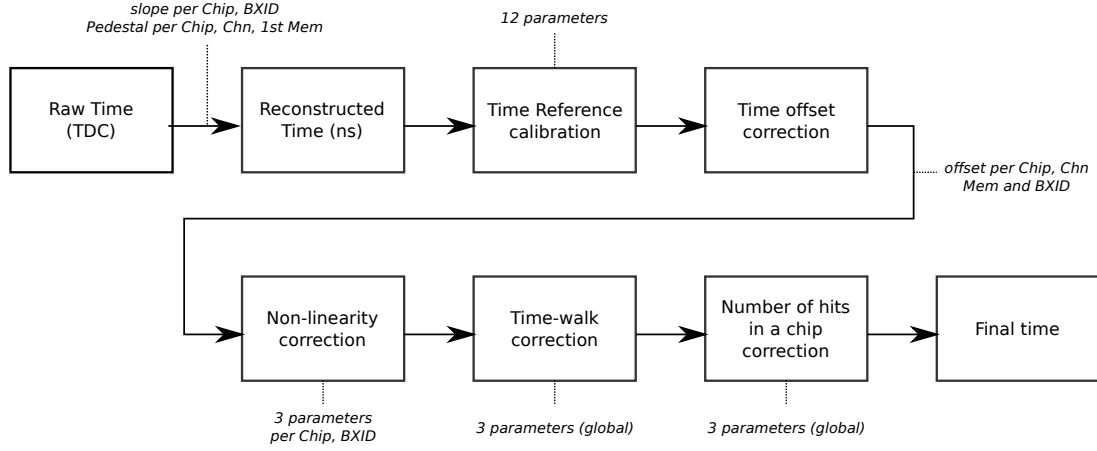 slope per Chip, BXID
Pedestal per Chip, Chn, 1st Mem
12 parameters
Raw Time
(TDC)
Reconstructed
Time (ns)
Time Reference
calibration
Time offset
correction
offset per Chip, Chn
Mem and BXID
Non-linearity
correction
Time-walk
correction
Number of hits
in a chip
correction
Final time
3 parameters
per Chip, BXID
3 parameters (global)
3 parameters (global)